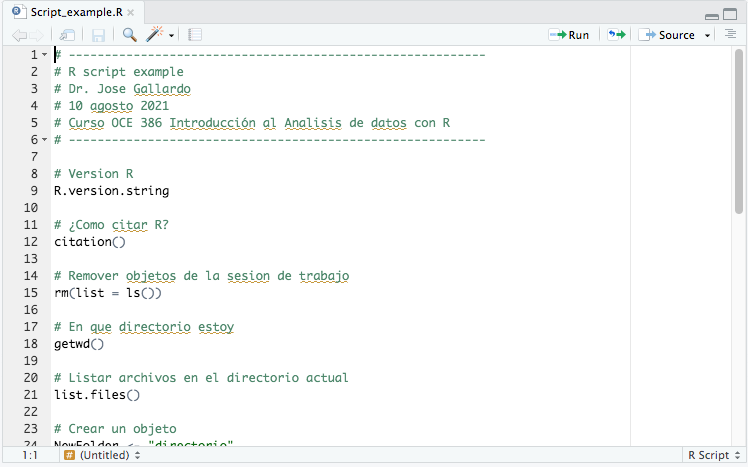 Script_example.R
Run
Source
1 # ----------------------------------------------------------
2 # R script example
3 # Dr. Jose Gallardo
4 # 10 agosto 2021
5 # Curso OCE 386 Introducción al Analisis de datos con R
6 # ----------------------------------------------------------
7
8 # Version R
9 R.version.string
10
11 # ¿Como citar R?
12 citation()
13
14 # Remover objetos de la sesion de trabajo
15 rm(list = ls())
16
17 # En que directorio estoy
18 getwd()
19
20 # Listar archivos en el directorio actual
21 list.files()
22
23 # Crear un objeto
24 NewFolder <- "directorio"
1:1 # (Untitled) R Script